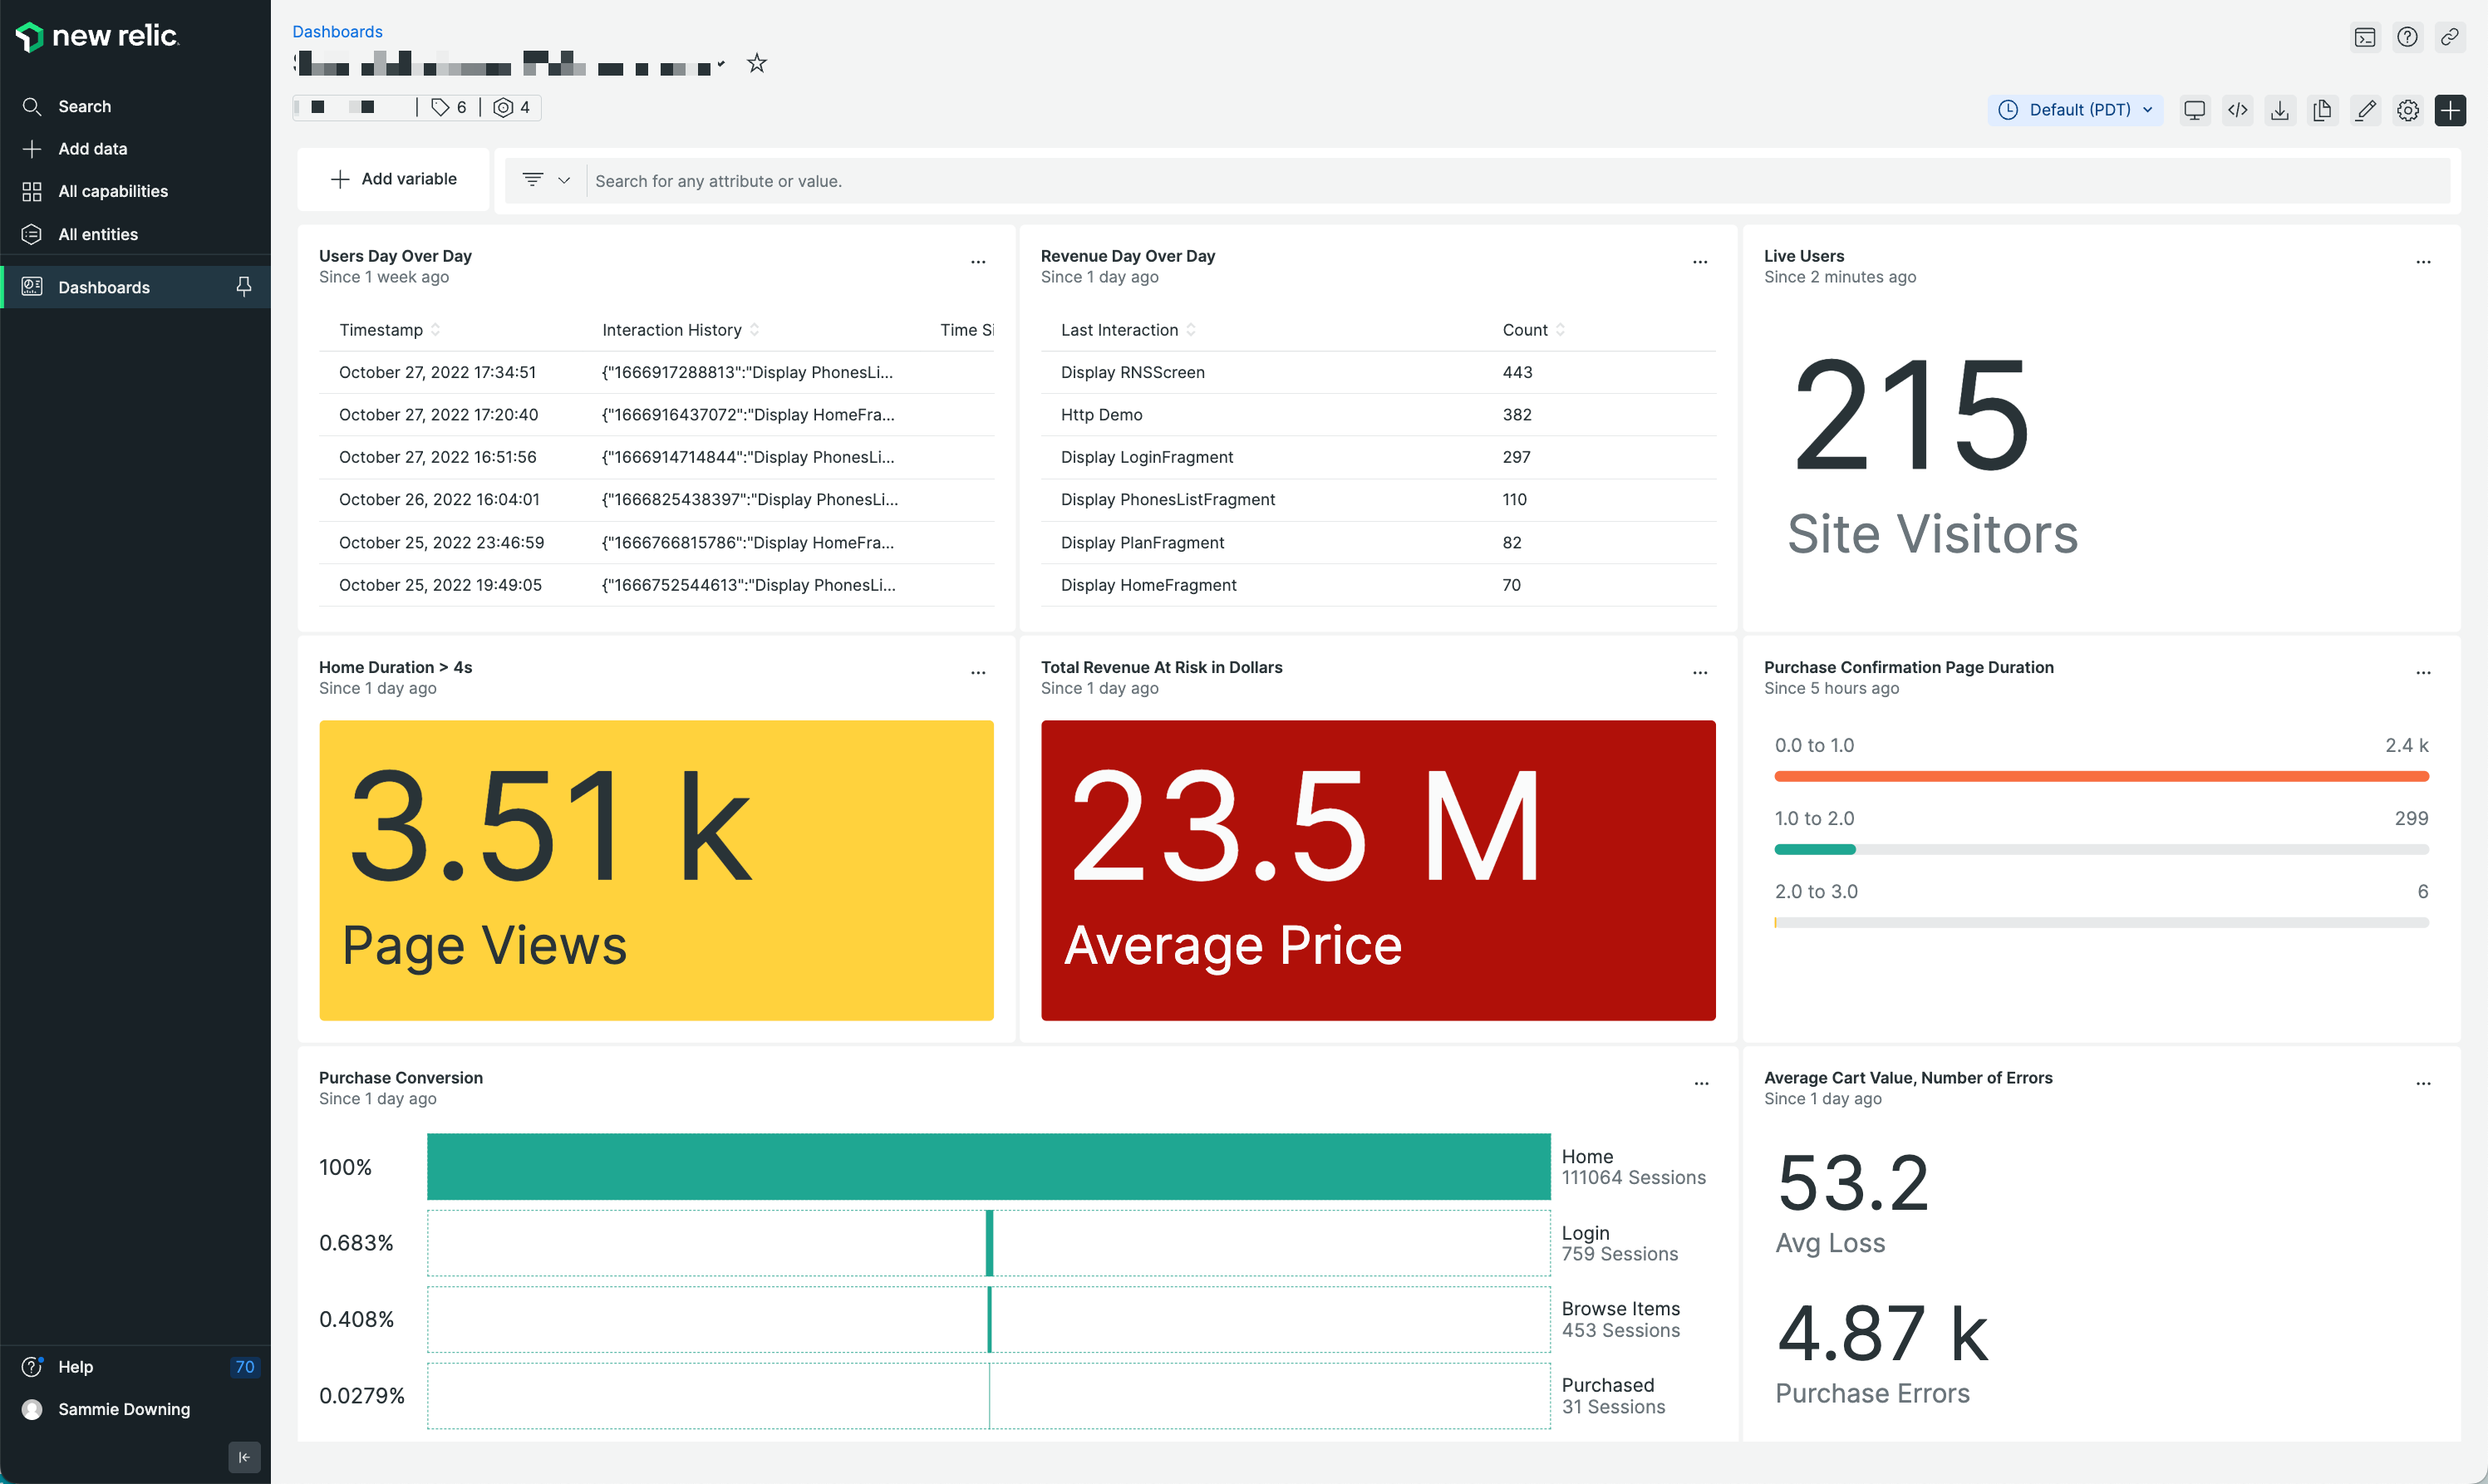 new relic.
Search
Add data
All capabilities
All entities
Dashboards
Help 70
Sammie Downing
Dashboards
6 4
Default (PDT)
Add variable
Search for any attribute or value.
Users Day Over Day
Since 1 week ago
Timestamp Interaction History Time Si
October 27, 2022 17:34:51 {"1666917288813":"Display PhonesLi...
October 27, 2022 17:20:40 {"1666916437072":"Display HomeFra...
October 27, 2022 16:51:56 {"1666914714844":"Display PhonesLi...
October 26, 2022 16:04:01 {"1666825438397":"Display PhonesLi...
October 25, 2022 23:46:59 {"1666766815786":"Display HomeFra...
October 25, 2022 19:49:05 {"1666752544613":"Display PhonesLi...
Revenue Day Over Day
Since 1 day ago
Last Interaction Count
Display RNSScreen 443
Http Demo 382
Display LoginFragment 297
Display PhonesListFragment 110
Display PlanFragment 82
Display HomeFragment 70
Live Users
Since 2 minutes ago
215
Site Visitors
Home Duration > 4s
Since 1 day ago
3.51 k
Page Views
Total Revenue At Risk in Dollars
Since 1 day ago
23.5 M
Average Price
Purchase Confirmation Page Duration
Since 5 hours ago
0.0 to 1.0 2.4 k
1.0 to 2.0 299
2.0 to 3.0 6
Purchase Conversion
Since 1 day ago
100% Home
111064 Sessions
0.683% Login
759 Sessions
0.408% Browse Items
453 Sessions
0.0279% Purchased
31 Sessions
Average Cart Value, Number of Errors
Since 1 day ago
53.2
Avg Loss
4.87 k
Purchase Errors